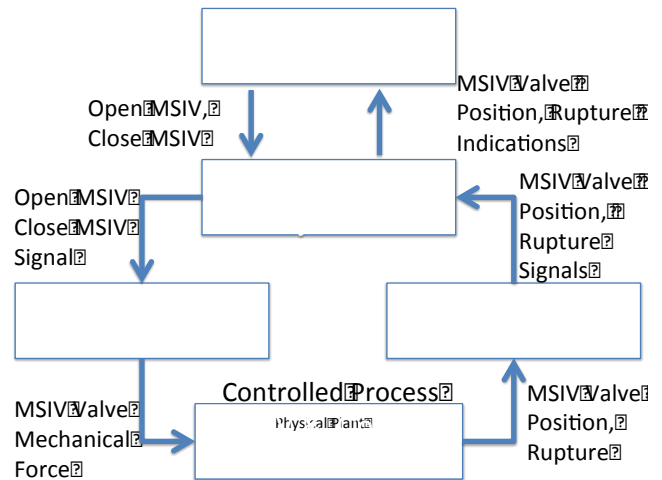 Open MSIV,
Close MSIV
MSIV Valve
Position, Rupture
Indications
Open MSIV
Close MSIV
Signal
MSIV Valve
Position,
Rupture
Signals
Controlled Process
Physical Plant
MSIV Valve
Mechanical
Force
MSIV Valve
Position,
Rupture